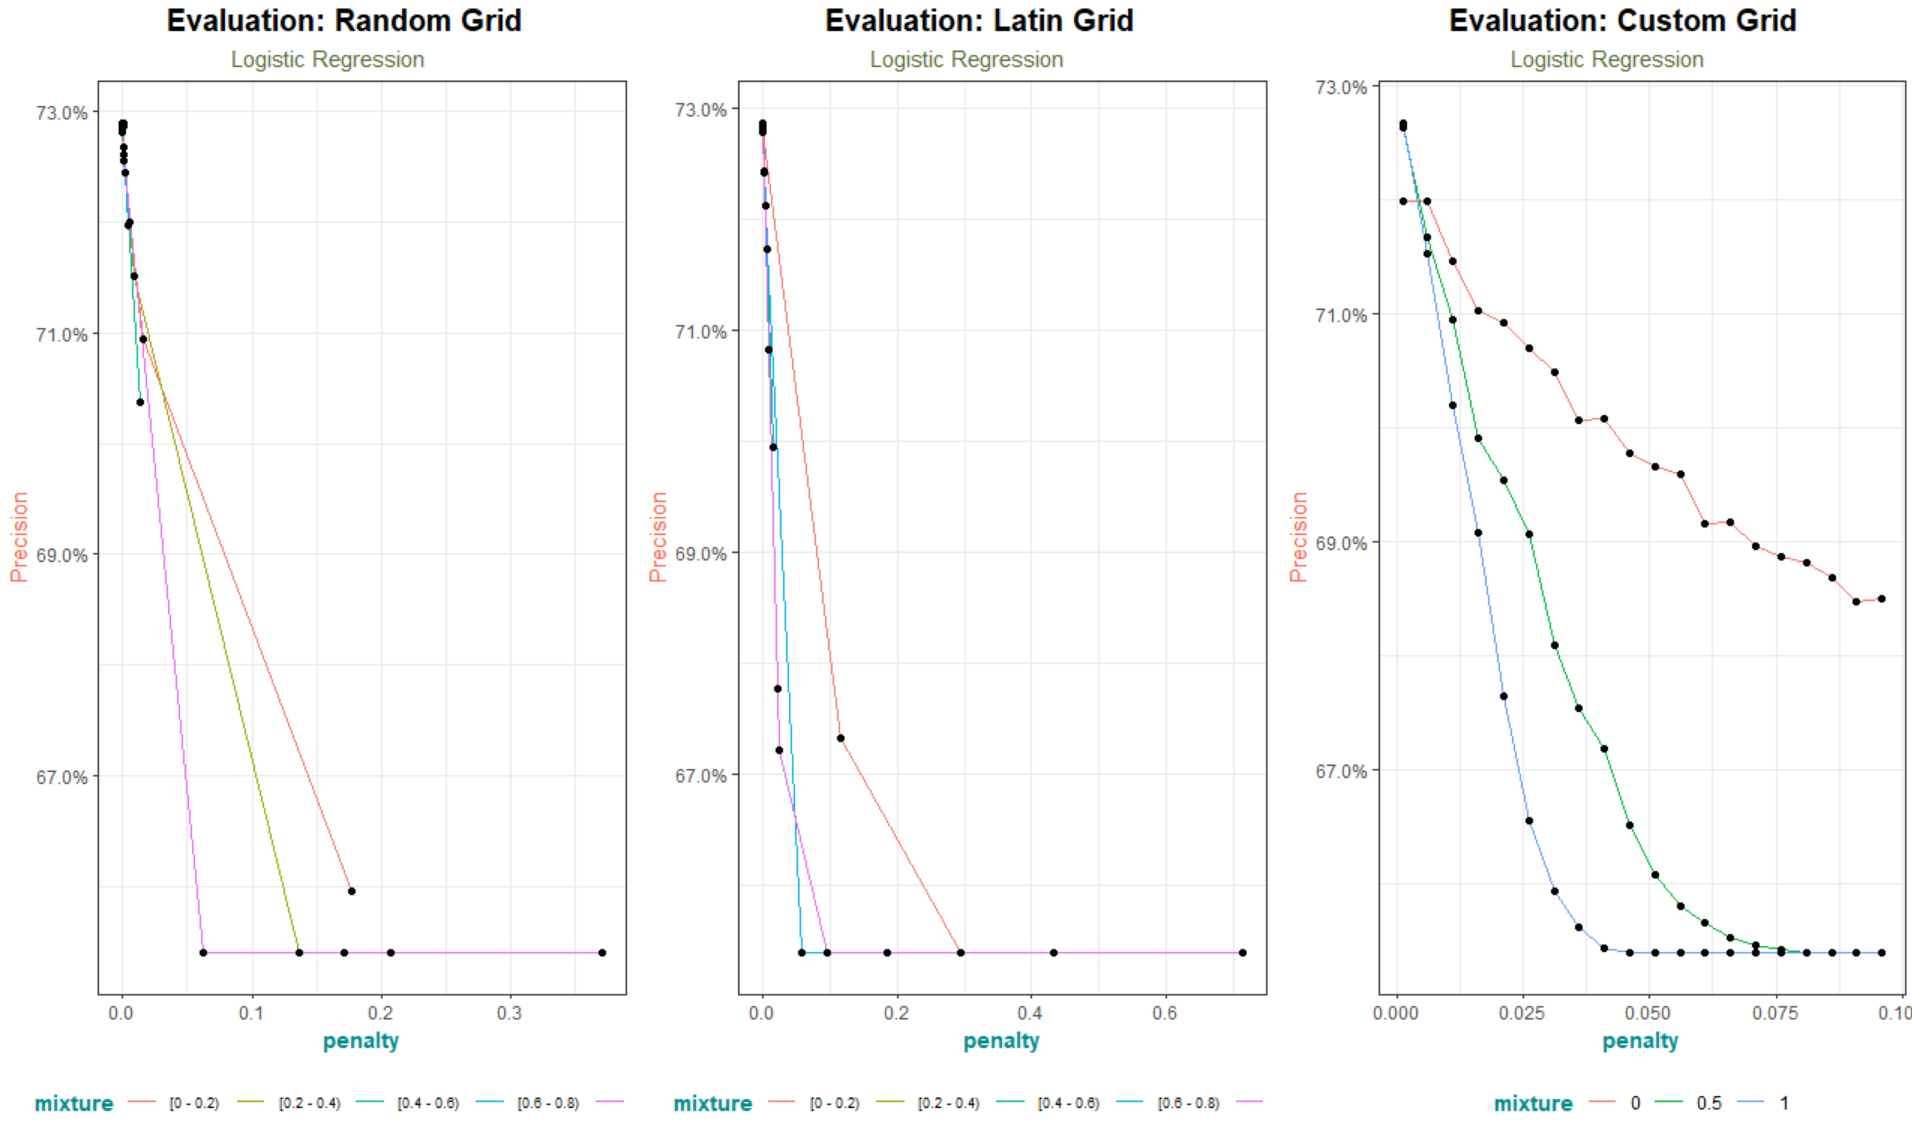 Evaluation: Random Grid
Logistic Regression
73.0%
71.0%
69.0%
67.0%
Precision
0.0 0.1 0.2 0.3
penalty
mixture [0 - 0.2) [0.2 - 0.4) [0.4 - 0.6) [0.6 - 0.8)
Evaluation: Latin Grid
Logistic Regression
73.0%
71.0%
69.0%
67.0%
Precision
0.0 0.2 0.4 0.6
penalty
mixture [0 - 0.2) [0.2 - 0.4) [0.4 - 0.6) [0.6 - 0.8)
Evaluation: Custom Grid
Logistic Regression
73.0%
71.0%
69.0%
67.0%
Precision
0.000 0.025 0.050 0.075 0.10
penalty
mixture 0 0.5 1